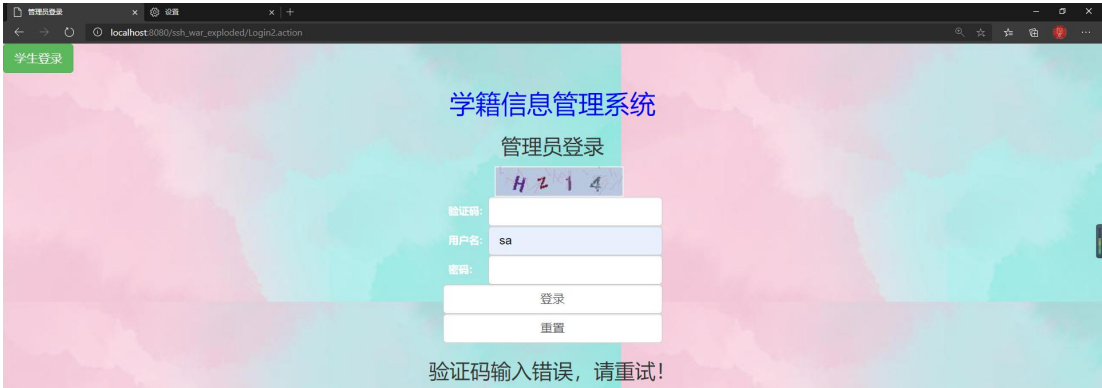 管理员登录
设置
localhost:8080/ssh_war_exploded/Login2.action
学生登录
学籍信息管理系统
管理员登录
H Z 1 4
验证码:
用户名: sa
密码:
登录
重置
验证码输入错误，请重试！